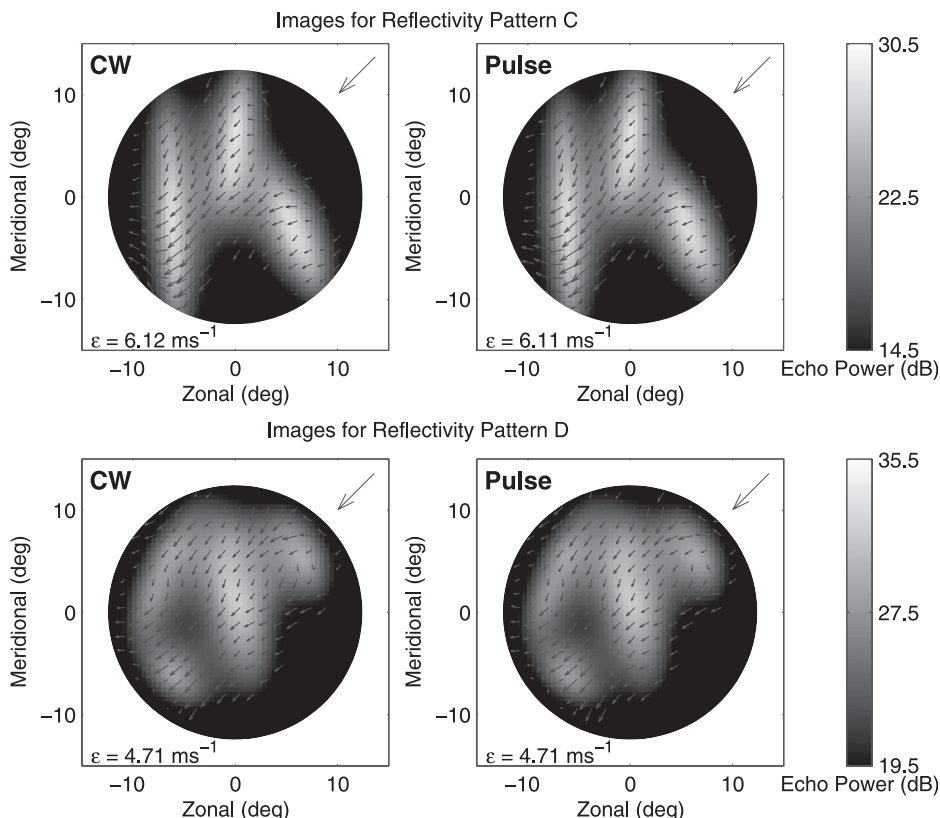 Images for Reflectivity Pattern C
CW
Pulse
10
0
−10
Meridional (deg)
ε = 6.12 ms⁻¹
−10 0 10
Zonal (deg)
10
0
−10
Meridional (deg)
ε = 6.11 ms⁻¹
−10 0 10
Zonal (deg)
30.5
22.5
14.5
Echo Power (dB)
Images for Reflectivity Pattern D
CW
Pulse
10
0
−10
Meridional (deg)
ε = 4.71 ms⁻¹
−10 0 10
Zonal (deg)
10
0
−10
Meridional (deg)
ε = 4.71 ms⁻¹
−10 0 10
Zonal (deg)
35.5
27.5
19.5
Echo Power (dB)